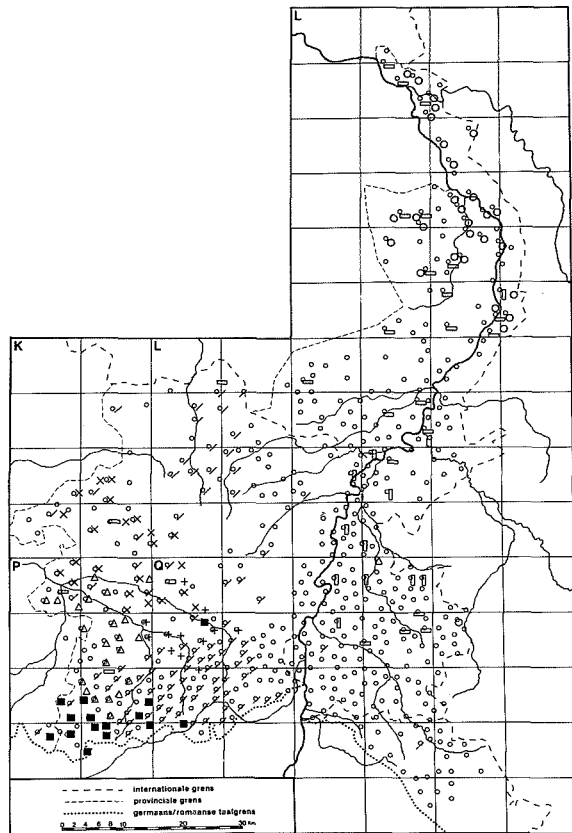 L
K L
P Q
internationale grens
provinciale grens
germaans/romaanse taalgrens
0 2 4 6 8 10 20 30 Km.